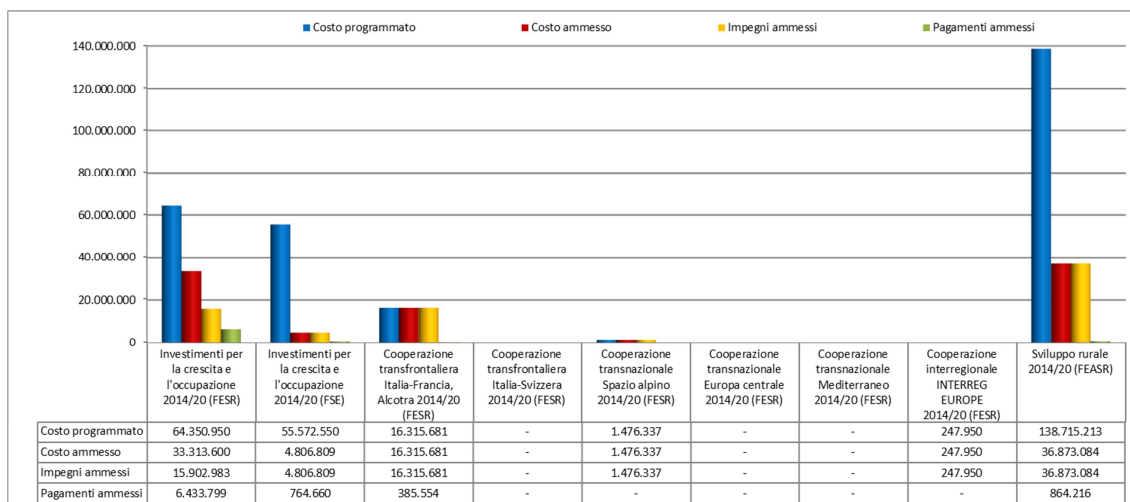 Costo programmato Costo ammesso Impegni ammessi Pagamenti ammessi
140.000.000
120.000.000
100.000.000
80.000.000
60.000.000
40.000.000
20.000.000
0
Investimenti per
la crescita e
l'occupazione
2014/20 (FESR)
Investimenti per
la crescita e
l'occupazione
2014/20 (FSE)
Cooperazione
transfrontaliera
Italia-Francia,
Alcotra 2014/20
(FESR)
Cooperazione
transfrontaliera
Italia-Svizzera
2014/20 (FESR)
Cooperazione
transnazionale
Spazio alpino
2014/20 (FESR)
Cooperazione
transnazionale
Europa centrale
2014/20 (FESR)
Cooperazione
transnazionale
Mediterraneo
2014/20 (FESR)
Cooperazione
interregionale
INTERREG
EUROPE
2014/20 (FESR)
Sviluppo rurale
2014/20 (FEASR)
Costo programmato 64.350.950 55.572.550 16.315.681 - 1.476.337 - - 247.950 138.715.213
Costo ammesso 33.313.600 4.806.809 16.315.681 - 1.476.337 - - 247.950 36.873.084
Impegni ammessi 15.902.983 4.806.809 16.315.681 - 1.476.337 - - 247.950 36.873.084
Pagamenti ammessi 6.433.799 764.660 385.554 - - - - - 864.216